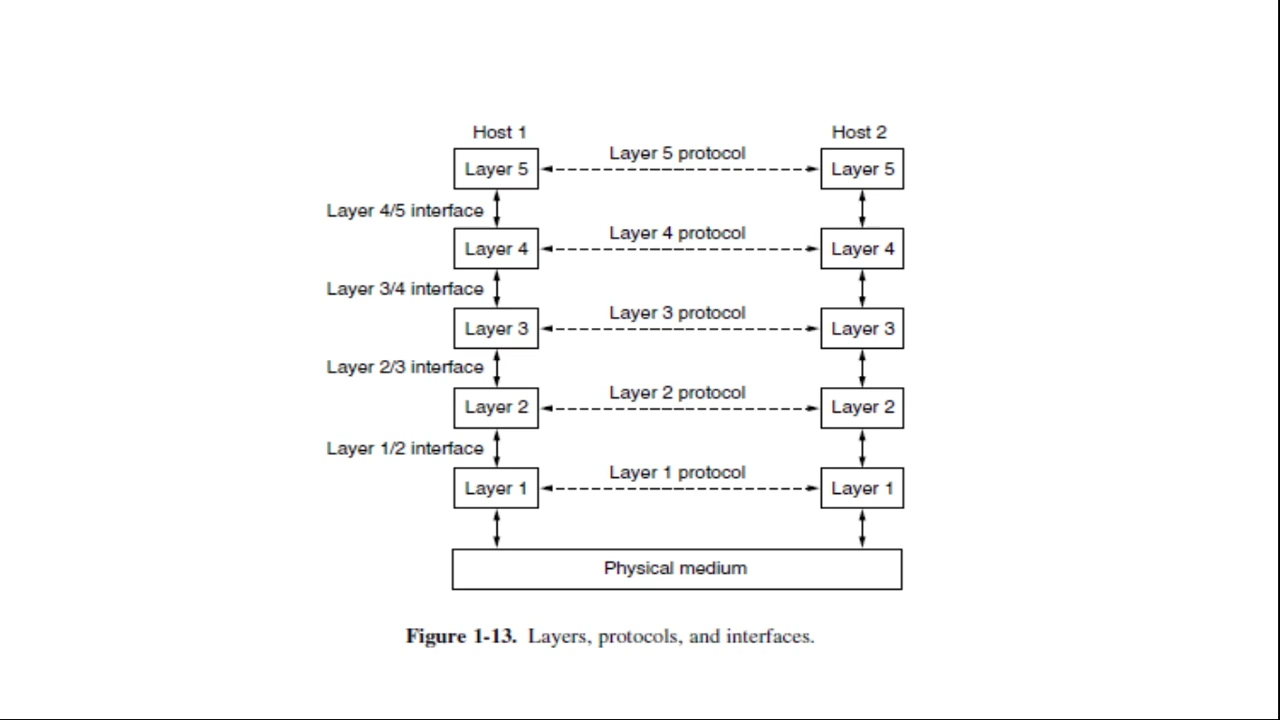 Host 1 Host 2
Layer 5 protocol
Layer 5 Layer 5
Layer 4/5 interface
Layer 4 protocol
Layer 4 Layer 4
Layer 3/4 interface
Layer 3 protocol
Layer 3 Layer 3
Layer 2/3 interface
Layer 2 protocol
Layer 2 Layer 2
Layer 1/2 interface
Layer 1 protocol
Layer 1 Layer 1
Physical medium
Figure 1-13. Layers, protocols, and interfaces.